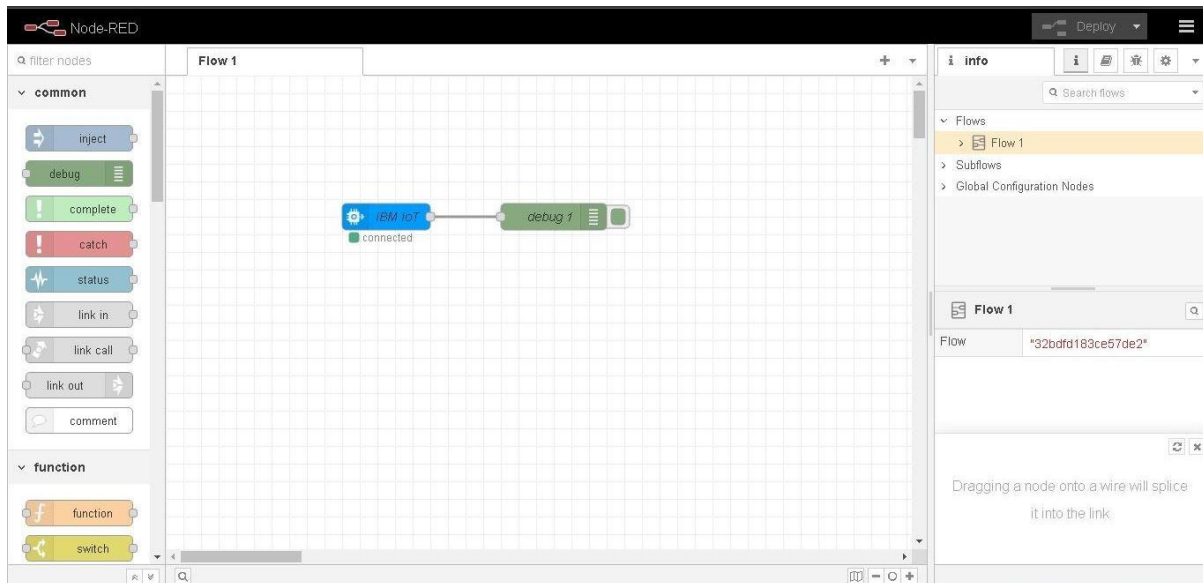 Node-RED
Deploy
filter nodes
Flow 1
common
inject
debug
complete
catch
status
link in
link call
link out
comment
function
function
switch
IBM IoT
connected
debug 1
i info
i
Search flows
Flows
Flow 1
Subflows
Global Configuration Nodes
Flow 1
Flow "32bdfd183ce57de2"
Dragging a node onto a wire will splice
it into the link